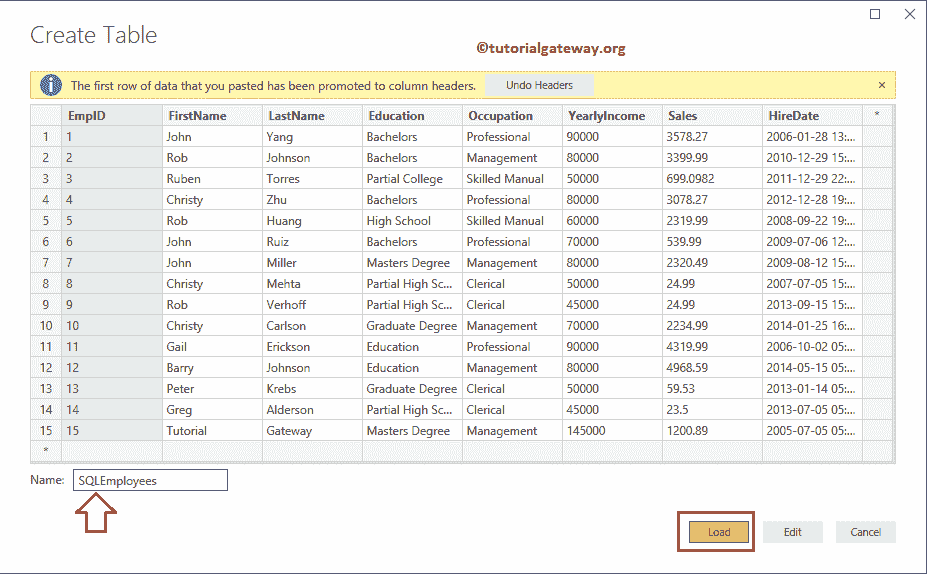 Create Table
©tutorialgateway.org
The first row of data that you pasted has been promoted to column headers. Undo Headers
EmpID FirstName LastName Education Occupation YearlyIncome Sales HireDate *
1 1 John Yang Bachelors Professional 90000 3578.27 2006-01-28 13:...
2 2 Rob Johnson Bachelors Management 80000 3399.99 2010-12-29 15:...
3 3 Ruben Torres Partial College Skilled Manual 50000 699.0982 2011-12-29 22:...
4 4 Christy Zhu Bachelors Professional 80000 3078.27 2012-12-28 19:...
5 5 Rob Huang High School Skilled Manual 60000 2319.99 2008-09-22 19:...
6 6 John Ruiz Bachelors Professional 70000 539.99 2009-07-06 12:...
7 7 John Miller Masters Degree Management 80000 2320.49 2009-08-12 15:...
8 8 Christy Mehta Partial High Sc... Clerical 50000 24.99 2007-07-05 15:...
9 9 Rob Verhoff Partial High Sc... Clerical 45000 24.99 2013-09-15 15:...
10 10 Christy Carlson Graduate Degree Management 70000 2234.99 2014-01-25 16:...
11 11 Gail Erickson Education Professional 90000 4319.99 2006-10-02 05:...
12 12 Barry Johnson Education Management 80000 4968.59 2014-05-15 05:...
13 13 Peter Krebs Graduate Degree Clerical 50000 59.53 2013-01-14 05:...
14 14 Greg Alderson Partial High Sc... Clerical 45000 23.5 2013-07-05 05:...
15 15 Tutorial Gateway Masters Degree Management 145000 1200.89 2005-07-05 05:...
*
Name: SQLEmployees
Load Edit Cancel